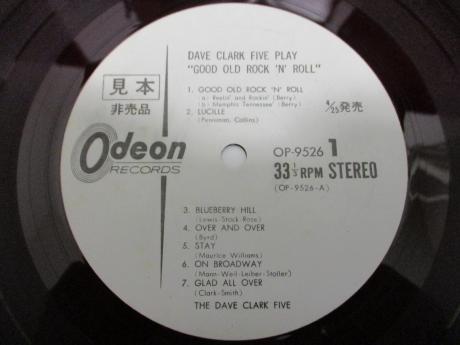 DAVE CLARK FIVE PLAY
"GOOD OLD ROCK 'N' ROLL"
見本
非売品
1. GOOD OLD ROCK 'N' ROLL
(a: Reelin' and Rockin' (Berry)
(b: Memphis Tennessee' (Berry)
2. LUCILLE
(Penniman, Collins)
8/25発売
Odeon
RECORDS
OP-9526 1
33 1/3 RPM STEREO
(OP-9526-A)
3. BLUEBERRY HILL
(Lewis-Stock-Rose)
4. OVER AND OVER
(Byrd)
5. STAY
(Maurice Williams)
6. ON BROADWAY
(Mann-Weil-Leiber-Stoller)
7. GLAD ALL OVER
(Clark-Smith)
THE DAVE CLARK FIVE